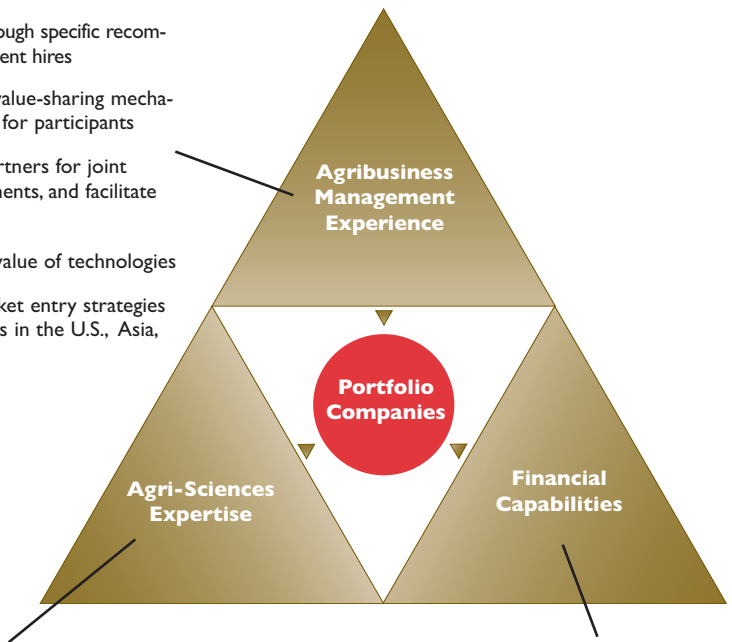 ough specific recom-
ent hires
value-sharing mecha-
for participants
rtners for joint
nents, and facilitate
value of technologies
ket entry strategies
s in the U.S., Asia,
Agribusiness
Management
Experience
Portfolio
Companies
Agri-Sciences
Expertise
Financial
Capabilities